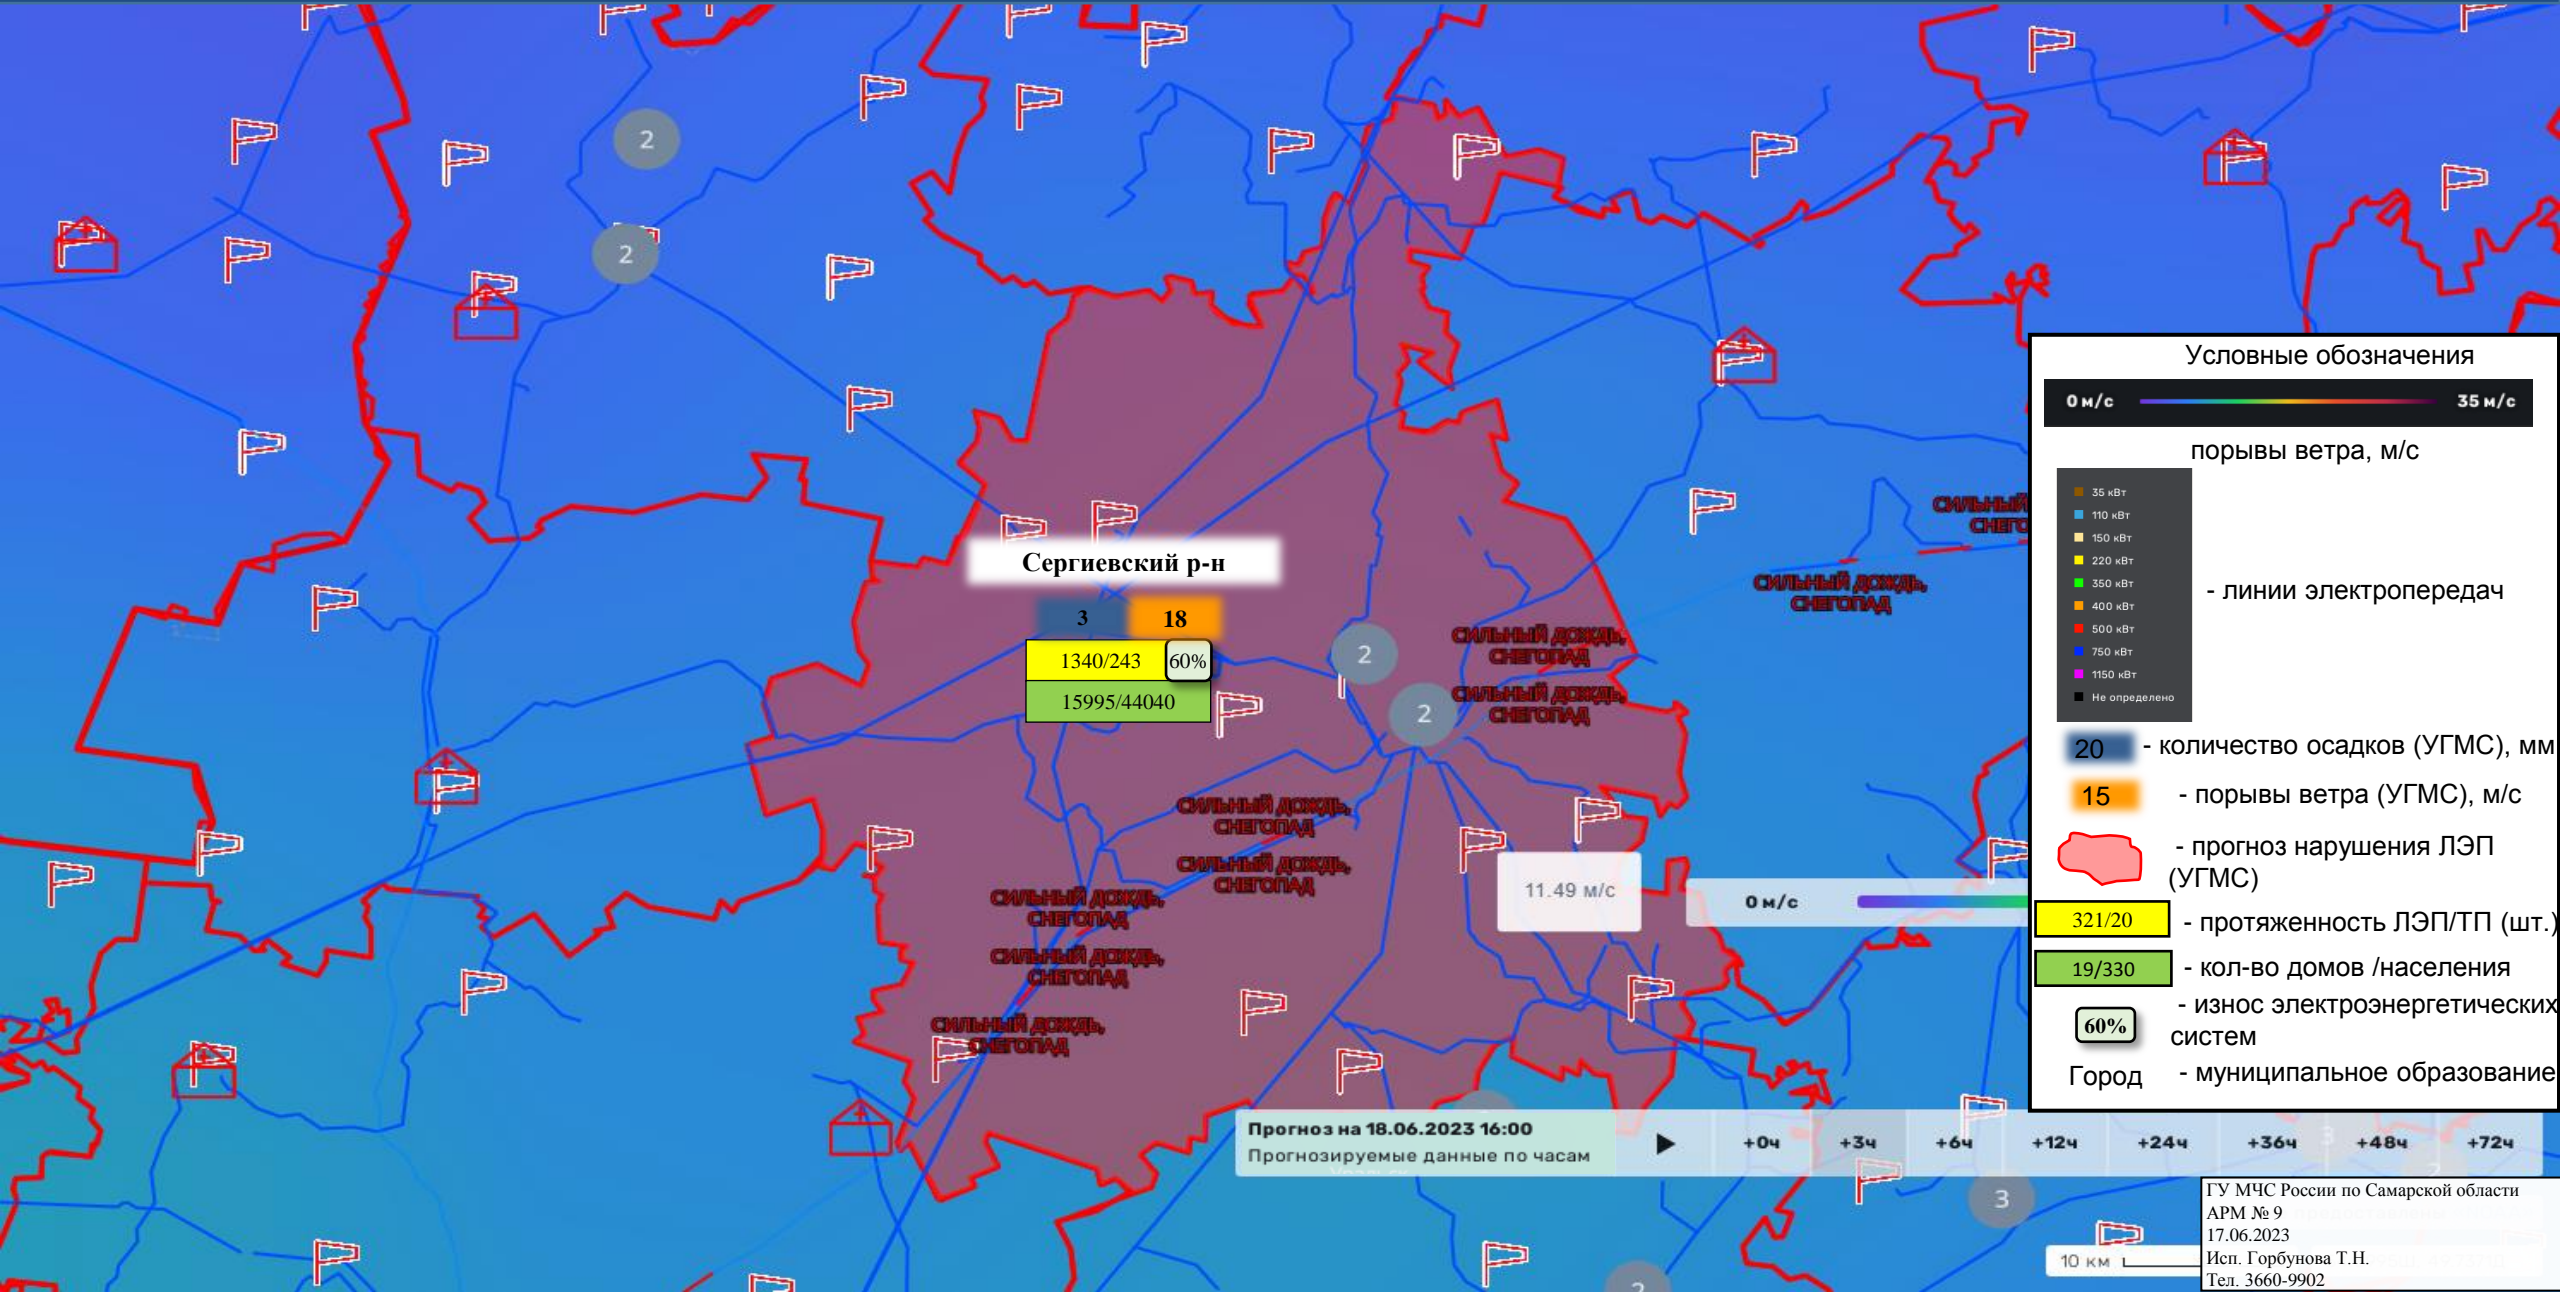 2
2
Сергиевский р-н
3
18
1340/243
60%
15995/44040
2
2
СИЛЬНЫЙ ДОЖДЬ,
СНЕГОПАД
СИЛЬНЫЙ ДОЖДЬ,
СНЕГОПАД
СИЛЬНЫЙ
СНЕГО
СИЛЬНЫЙ ДОЖДЬ,
СНЕГОПАД
СИЛЬНЫЙ ДОЖДЬ,
СНЕГОПАД
СИЛЬНЫЙ ДОЖДЬ,
СНЕГОПАД
СИЛЬНЫЙ ДОЖДЬ,
СНЕГОПАД
СИЛЬНЫЙ ДОЖДЬ,
СНЕГОПАД
СИЛЬНЫЙ ДОЖДЬ,
СНЕГОПАД
11.49 м/с
0 м/с
Условные обозначения
0 м/с
35 м/с
порывы ветра, м/с
35 кВт
110 кВт
150 кВт
220 кВт
350 кВт
400 кВт
500 кВт
750 кВт
1150 кВт
Не определено
- линии электропередач
20 - количество осадков (УГМС), мм
15 - порывы ветра (УГМС), м/с
- прогноз нарушения ЛЭП
(УГМС)
321/20 - протяженность ЛЭП/ТП (шт.)
19/330 - кол-во домов /населения
60% - износ электроэнергетических
систем
Город - муниципальное образование
Прогноз на 18.06.2023 16:00
Прогнозируемые данные по часам
+0ч +3ч +6ч +12ч +24ч +36ч +48ч +72ч
3
2
10 км
ГУ МЧС России по Самарской области
АРМ № 9
17.06.2023
Исп. Горбунова Т.Н.
Тел. 3660-9902